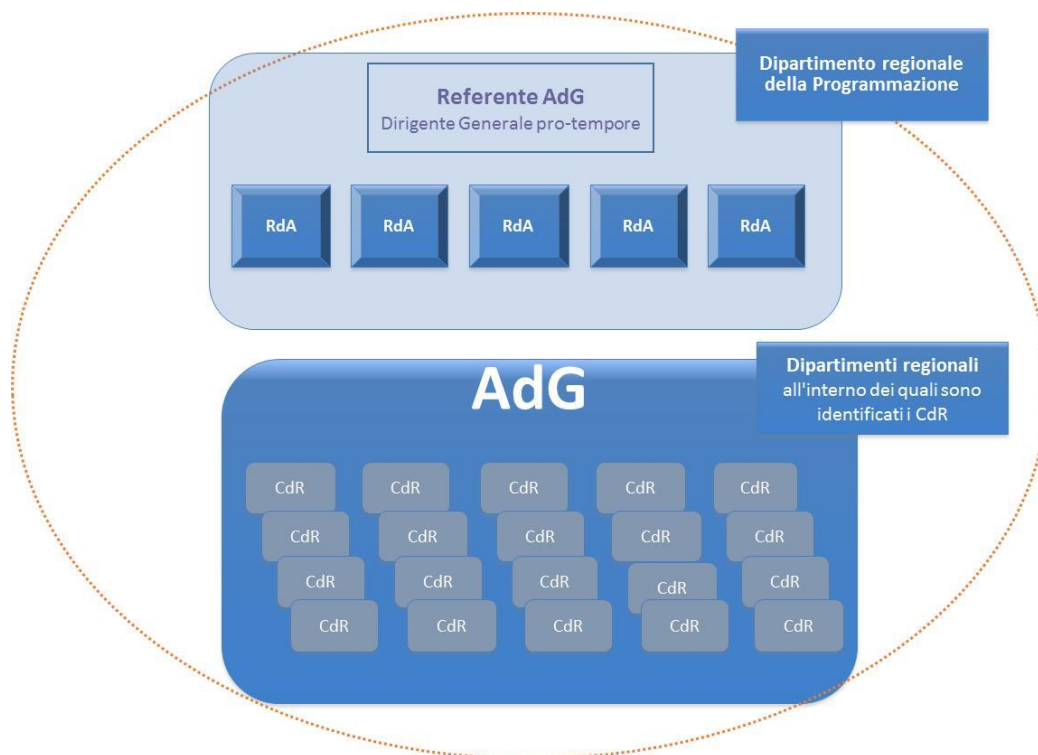 Dipartimento regionale
della Programmazione
Referente AdG
Dirigente Generale pro-tempore
RdA RdA RdA RdA RdA
Dipartimenti regionali
all'interno dei quali sono
identificati i CdR
AdG
CdR CdR CdR CdR CdR
CdR CdR CdR CdR CdR
CdR CdR CdR CdR CdR
CdR CdR CdR CdR CdR